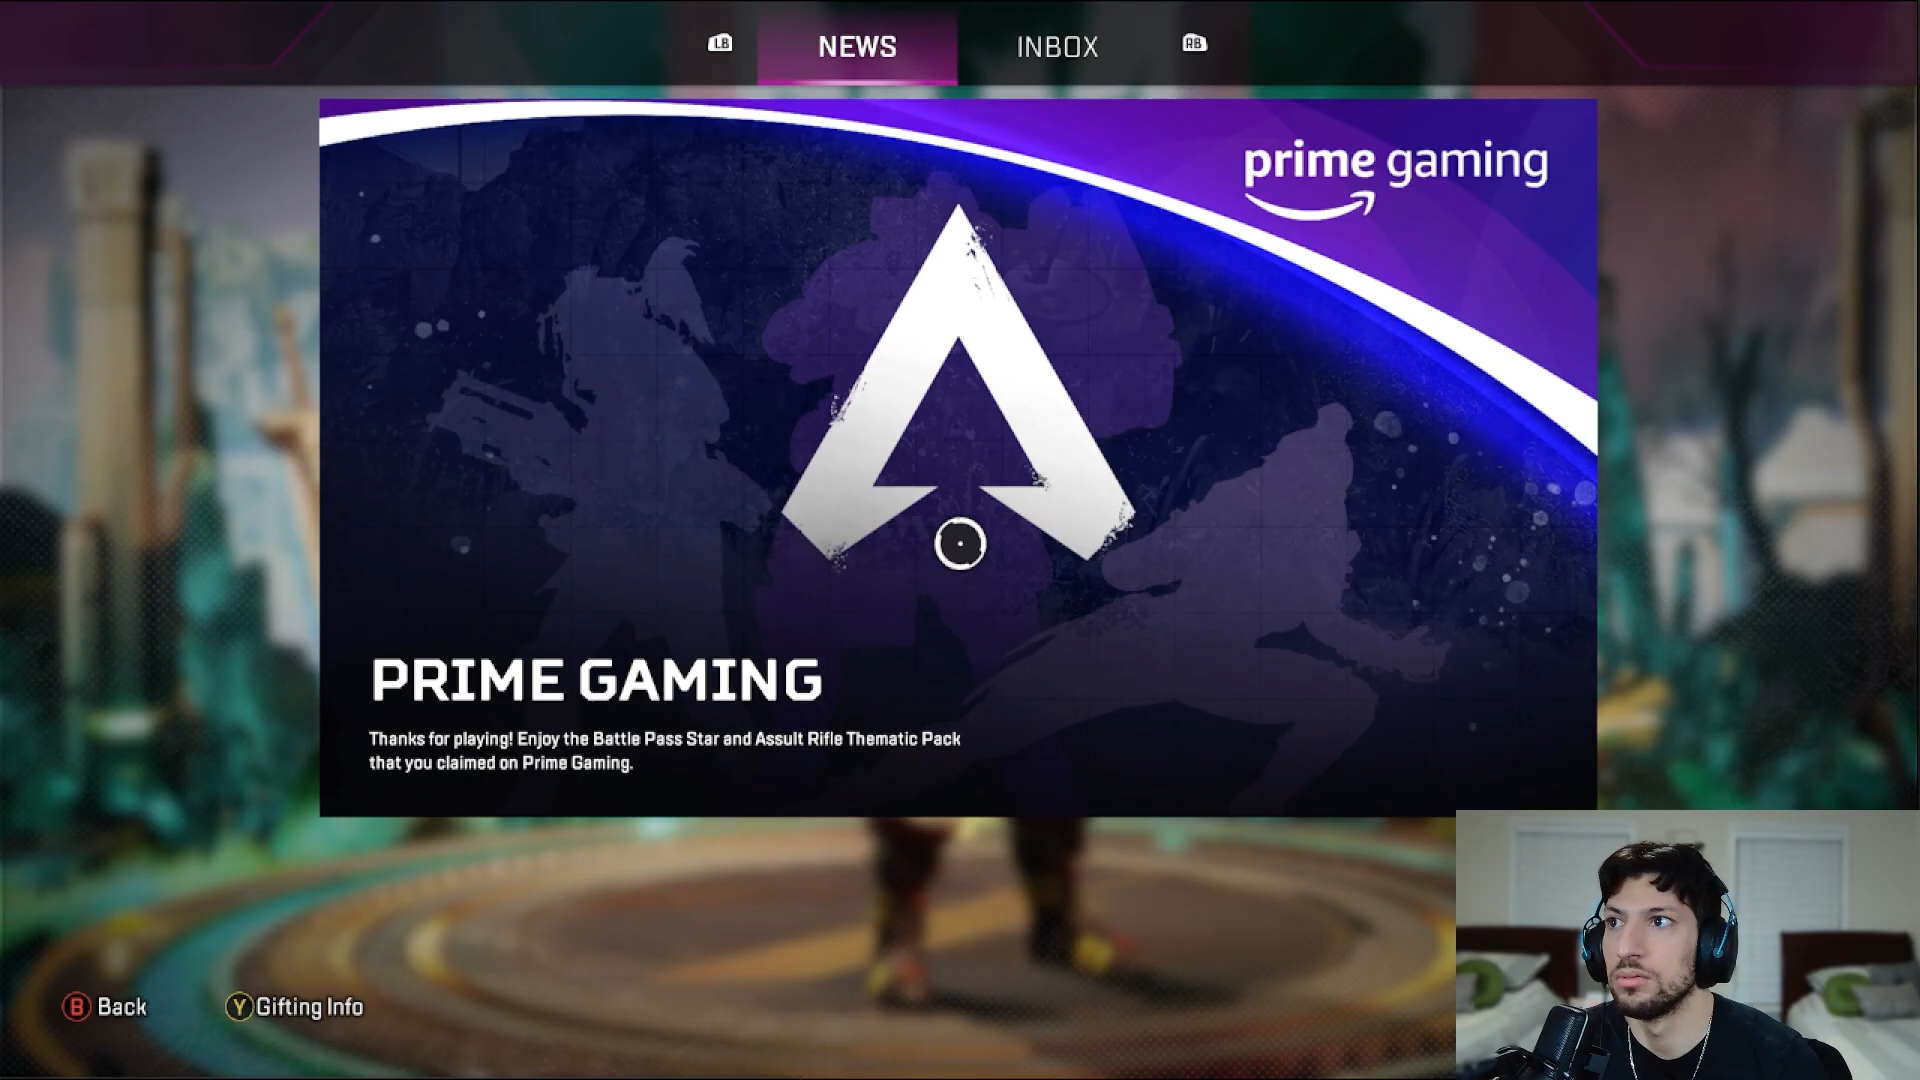 LB NEWS INBOX RB
prime gaming
PRIME GAMING
Thanks for playing! Enjoy the Battle Pass Star and Assult Rifle Thematic Pack
that you claimed on Prime Gaming.
B Back Y Gifting Info